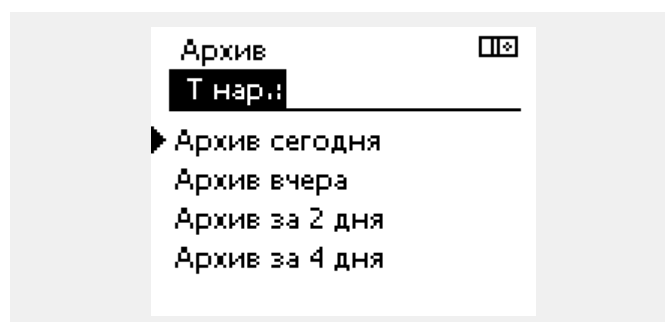 Архив
Т нар.:
Архив сегодня
Архив вчера
Архив за 2 дня
Архив за 4 дня